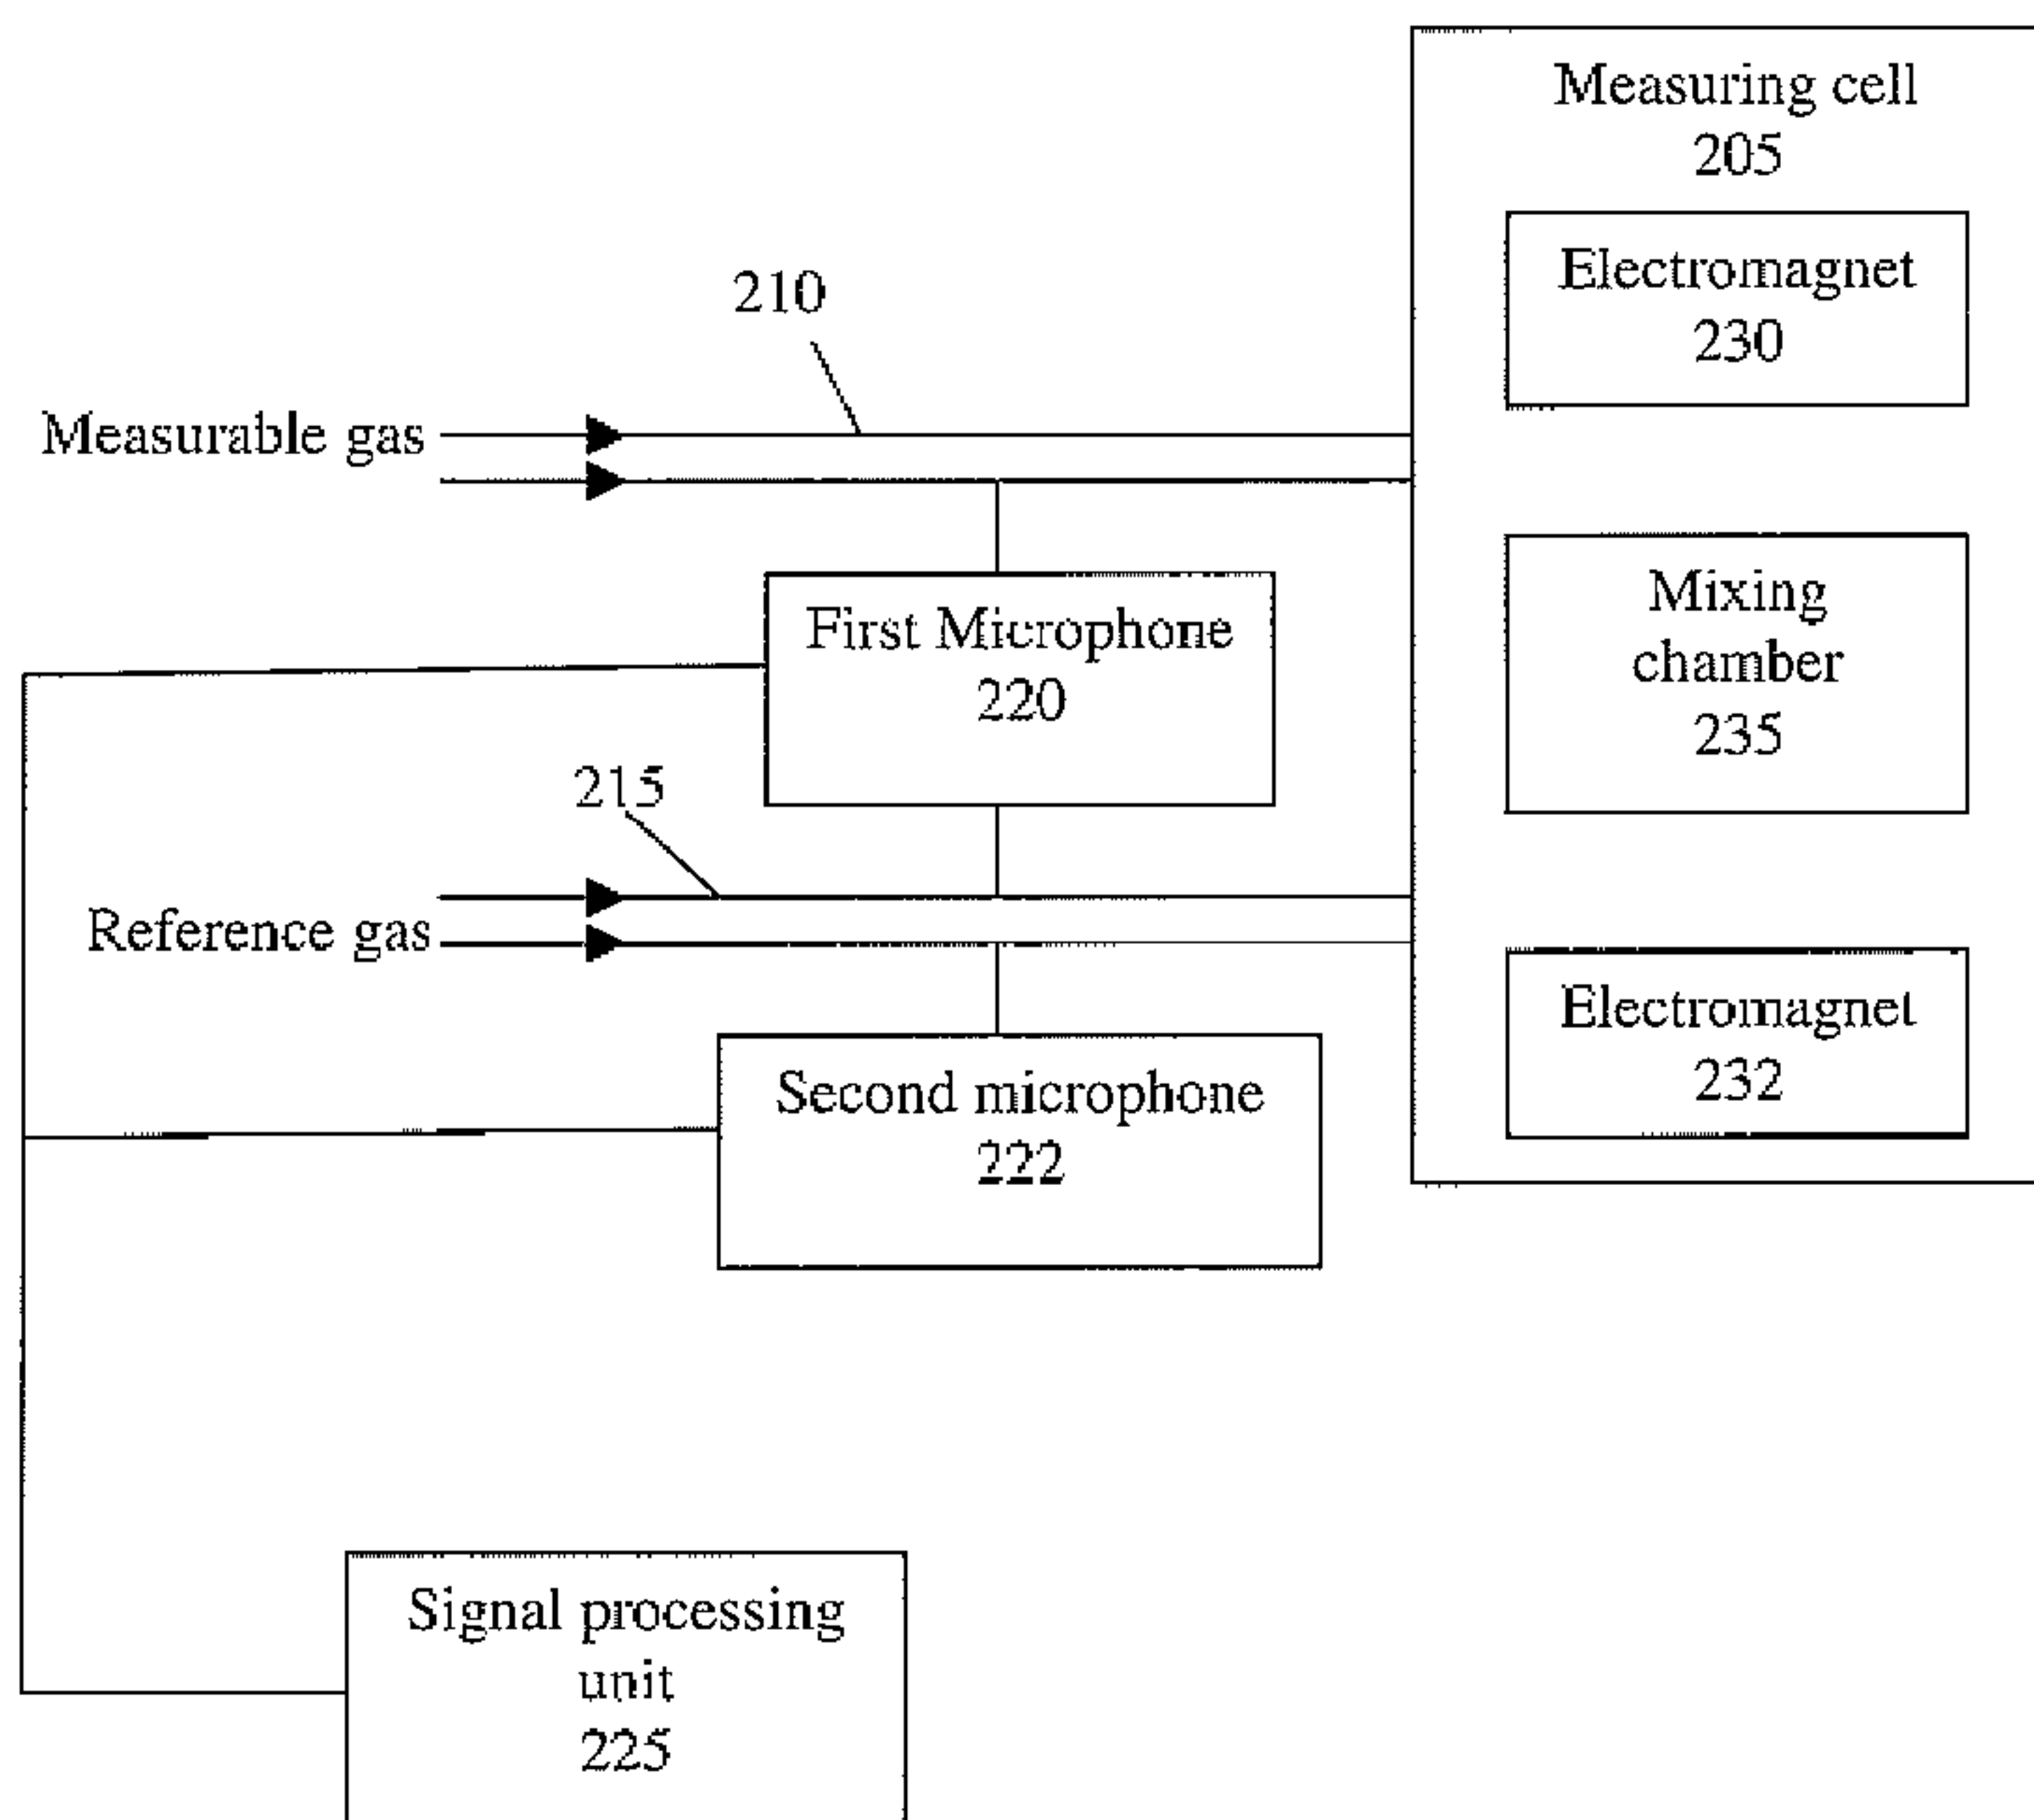 Measuring cell
205
Electromagnet
230
210
Measurable gas
First Microphone
220
Mixing
chamber
235
215
Reference gas
Electromagnet
232
Second microphone
222
Signal processing
unit
225